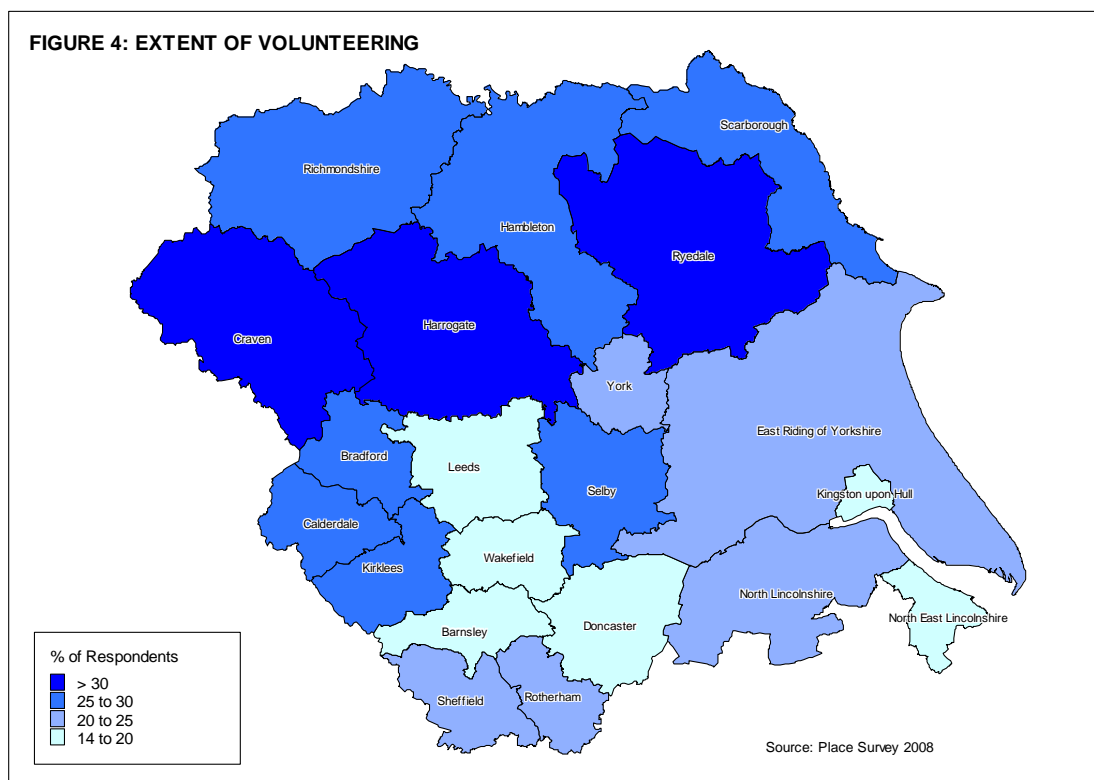 FIGURE 4: EXTENT OF VOLUNTEERING
Scarborough
Richmondshire
Hambleton
Ryedale
Harrogate
Craven
York
East Riding of Yorkshire
Bradford
Leeds
Selby
Kingston upon Hull
Calderdale
Wakefield
Kirklees
North Lincolnshire
North East Lincolnshire
Barnsley
Doncaster
Sheffield
Rotherham
% of Respondents
> 30
25 to 30
20 to 25
14 to 20
Source: Place Survey 2008